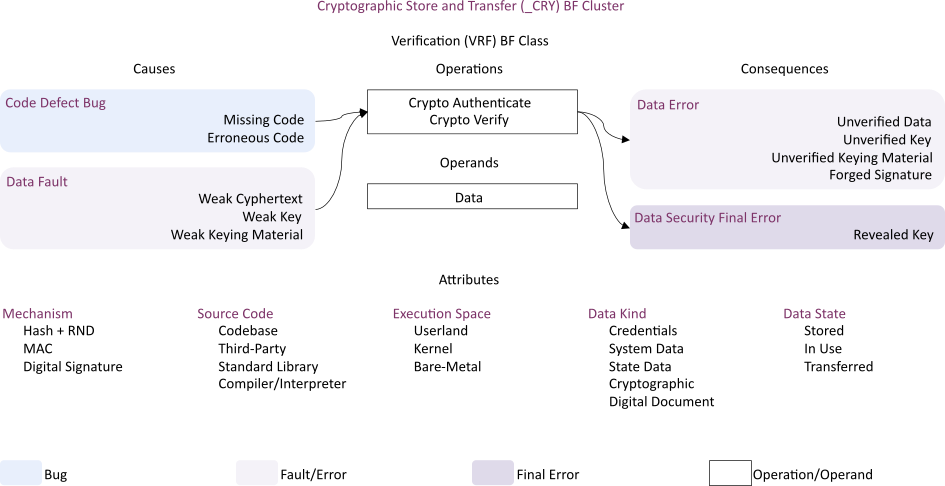 Cryptographic Store and Transfer (_CRY) BF Cluster
Verification (VRF) BF Class
Causes
Operations
Consequences
Code Defect Bug
Missing Code
Erroneous Code
Data Fault
Weak Cyphertext
Weak Key
Weak Keying Material
Crypto Authenticate
Crypto Verify
Operands
Data
Data Error
Unverified Data
Unverified Key
Unverified Keying Material
Forged Signature
Data Security Final Error
Revealed Key
Attributes
Mechanism
Hash + RND
MAC
Digital Signature
Source Code
Codebase
Third-Party
Standard Library
Compiler/Interpreter
Execution Space
Userland
Kernel
Bare-Metal
Data Kind
Credentials
System Data
State Data
Cryptographic
Digital Document
Data State
Stored
In Use
Transferred
Bug
Fault/Error
Final Error
Operation/Operand